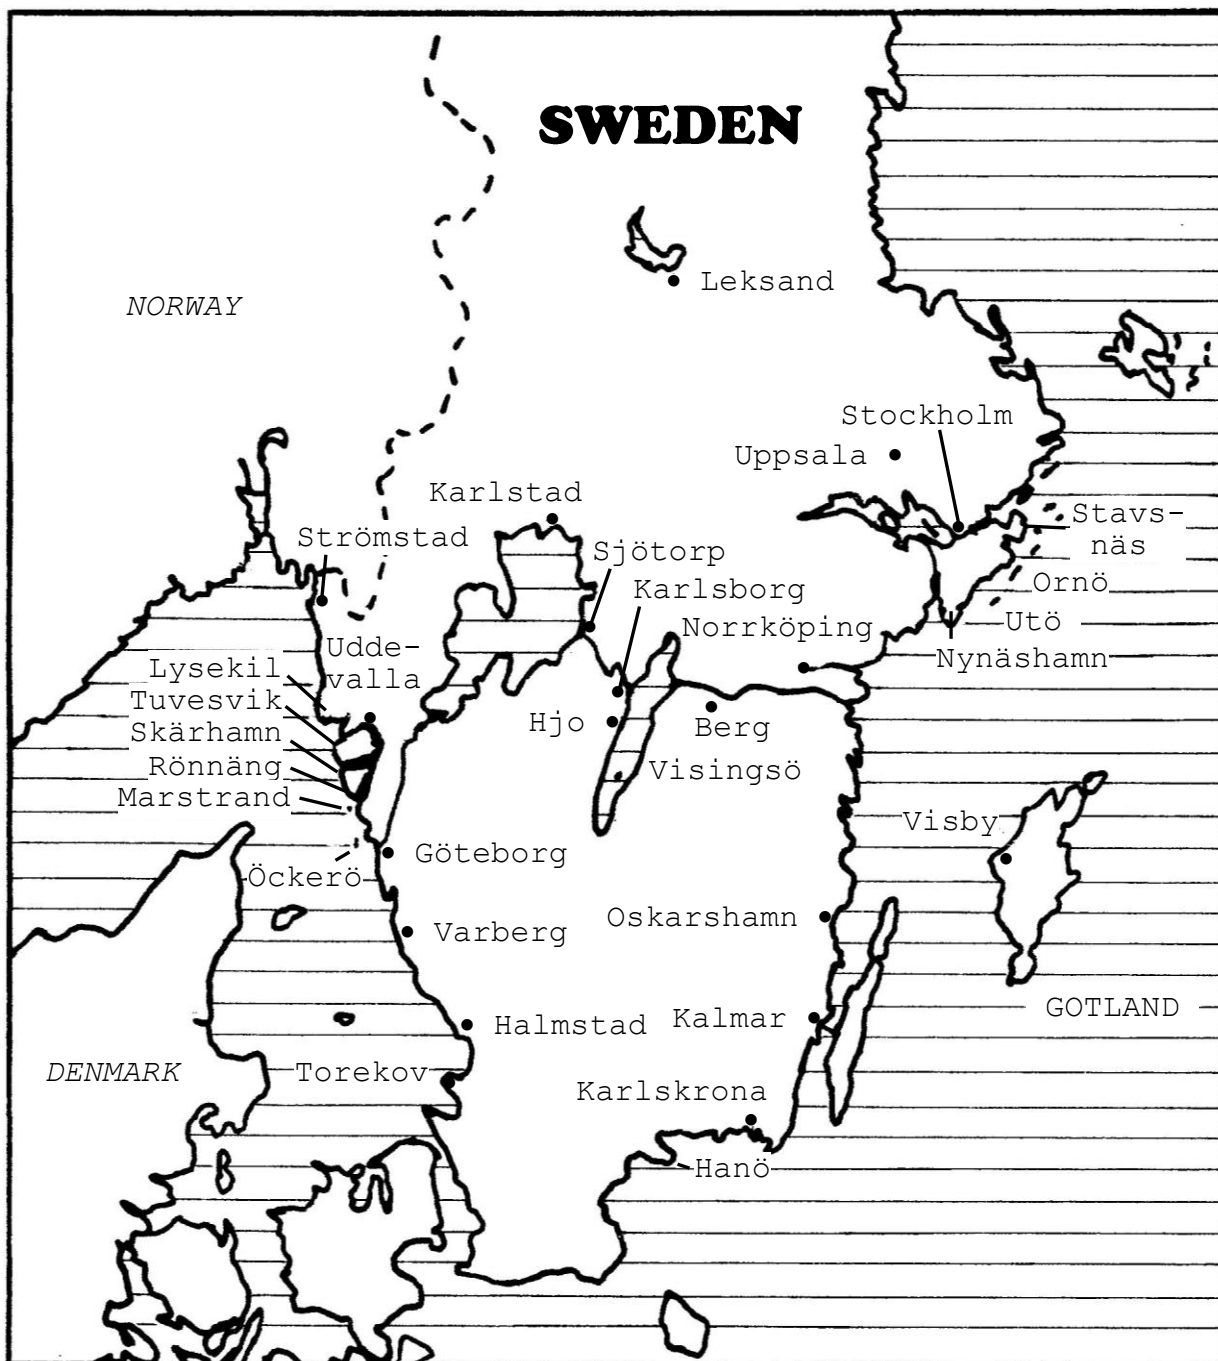 SWEDEN
Leksand
NORWAY
Stockholm
Uppsala
Karlstad
Stavs-
näs
Strömstad
Sjötorp
Karlsborg
Ornö
Utö
Norrköping
Udde-
valla
Nynäshamn
Lysekil
Tuvesvik
Skärhamn
Hjo
Berg
Rönnäng
Visingsö
Marstrand
Visby
Göteborg
Öckerö
Oskarshamn
Varberg
GOTLAND
Halmstad
Kalmar
DENMARK
Torekov
Karlskrona
Hanö